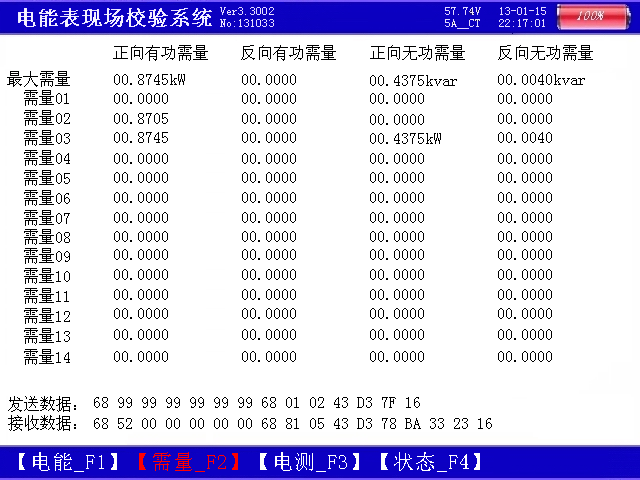 电能表现场校验系统 Ver3.3002 No:131033 57.74V 5A__CT 13-01-15 22:17:01 100%
正向有功需量 反向有功需量 正向无功需量 反向无功需量
最大需量 00.8745kW 00.0000 00.4375kvar 00.0040kvar
需量01 00.0000 00.0000 00.0000 00.0000
需量02 00.8705 00.0000 00.0000 00.0000
需量03 00.8745 00.0000 00.4375kW 00.0040
需量04 00.0000 00.0000 00.0000 00.0000
需量05 00.0000 00.0000 00.0000 00.0000
需量06 00.0000 00.0000 00.0000 00.0000
需量07 00.0000 00.0000 00.0000 00.0000
需量08 00.0000 00.0000 00.0000 00.0000
需量09 00.0000 00.0000 00.0000 00.0000
需量10 00.0000 00.0000 00.0000 00.0000
需量11 00.0000 00.0000 00.0000 00.0000
需量12 00.0000 00.0000 00.0000 00.0000
需量13 00.0000 00.0000 00.0000 00.0000
需量14 00.0000 00.0000 00.0000 00.0000
发送数据: 68 99 99 99 99 99 99 68 01 02 43 D3 7F 16
接收数据: 68 52 00 00 00 00 00 68 81 05 43 D3 78 BA 33 23 16
【电能_F1】【需量_F2】【电测_F3】【状态_F4】